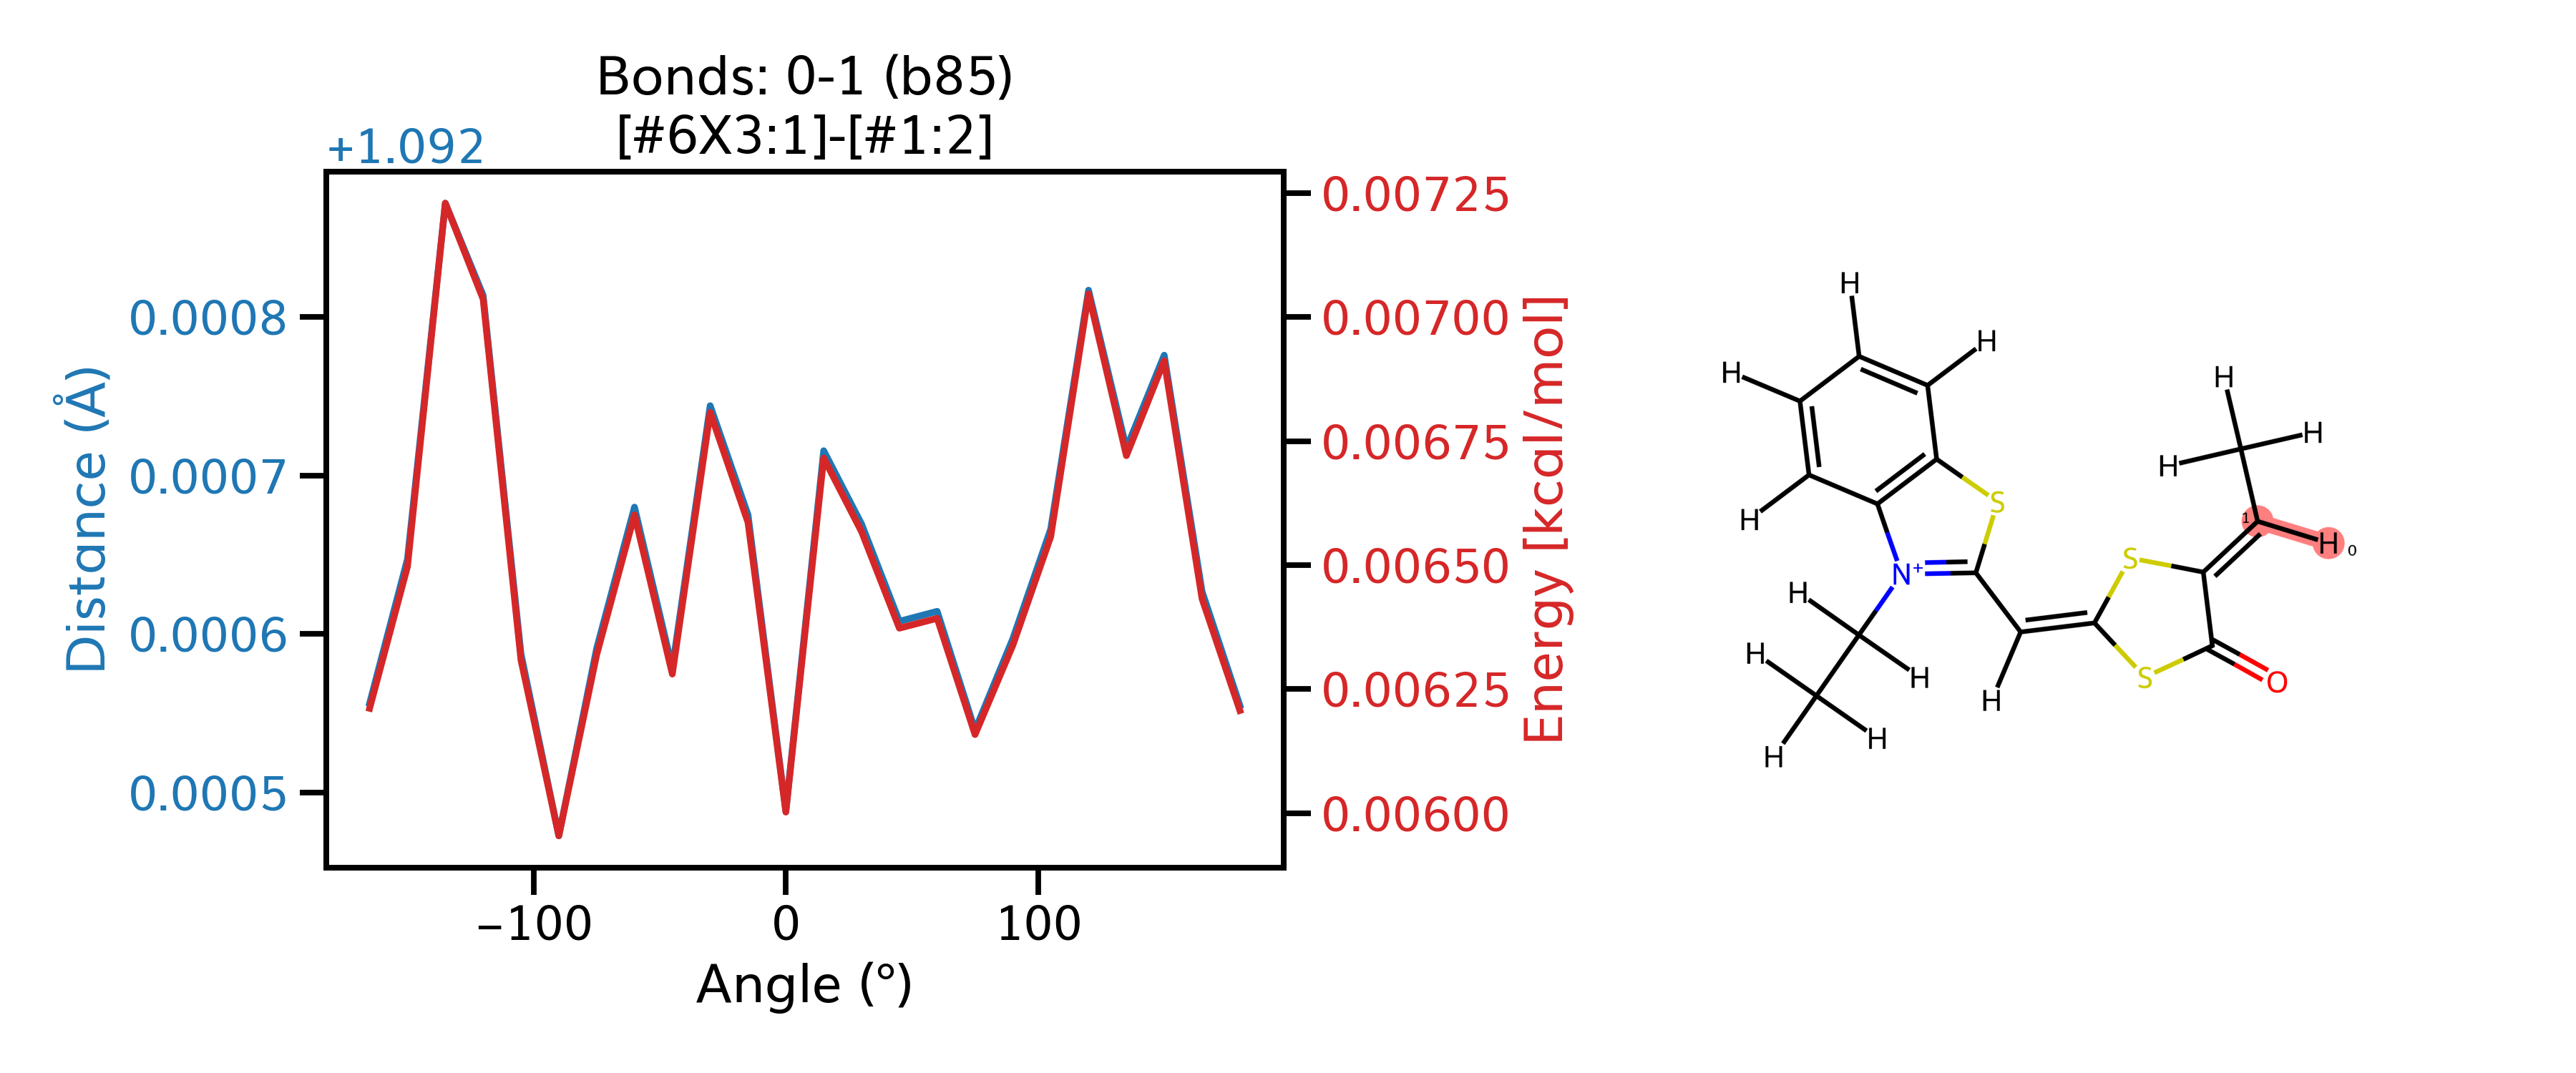 Bonds: 0-1 (b85)
[#6X3:1]-[#1:2]
+1.092
Distance (Å)
0.0008
0.0007
0.0006
0.0005
−100
0
100
Angle (°)
0.00725
0.00700
0.00675
0.00650
0.00625
0.00600
Energy [kcal/mol]
H
H
H
H
H
H
H
S
1
H 0
S
N+
H
H
H
H
S
O
H
H